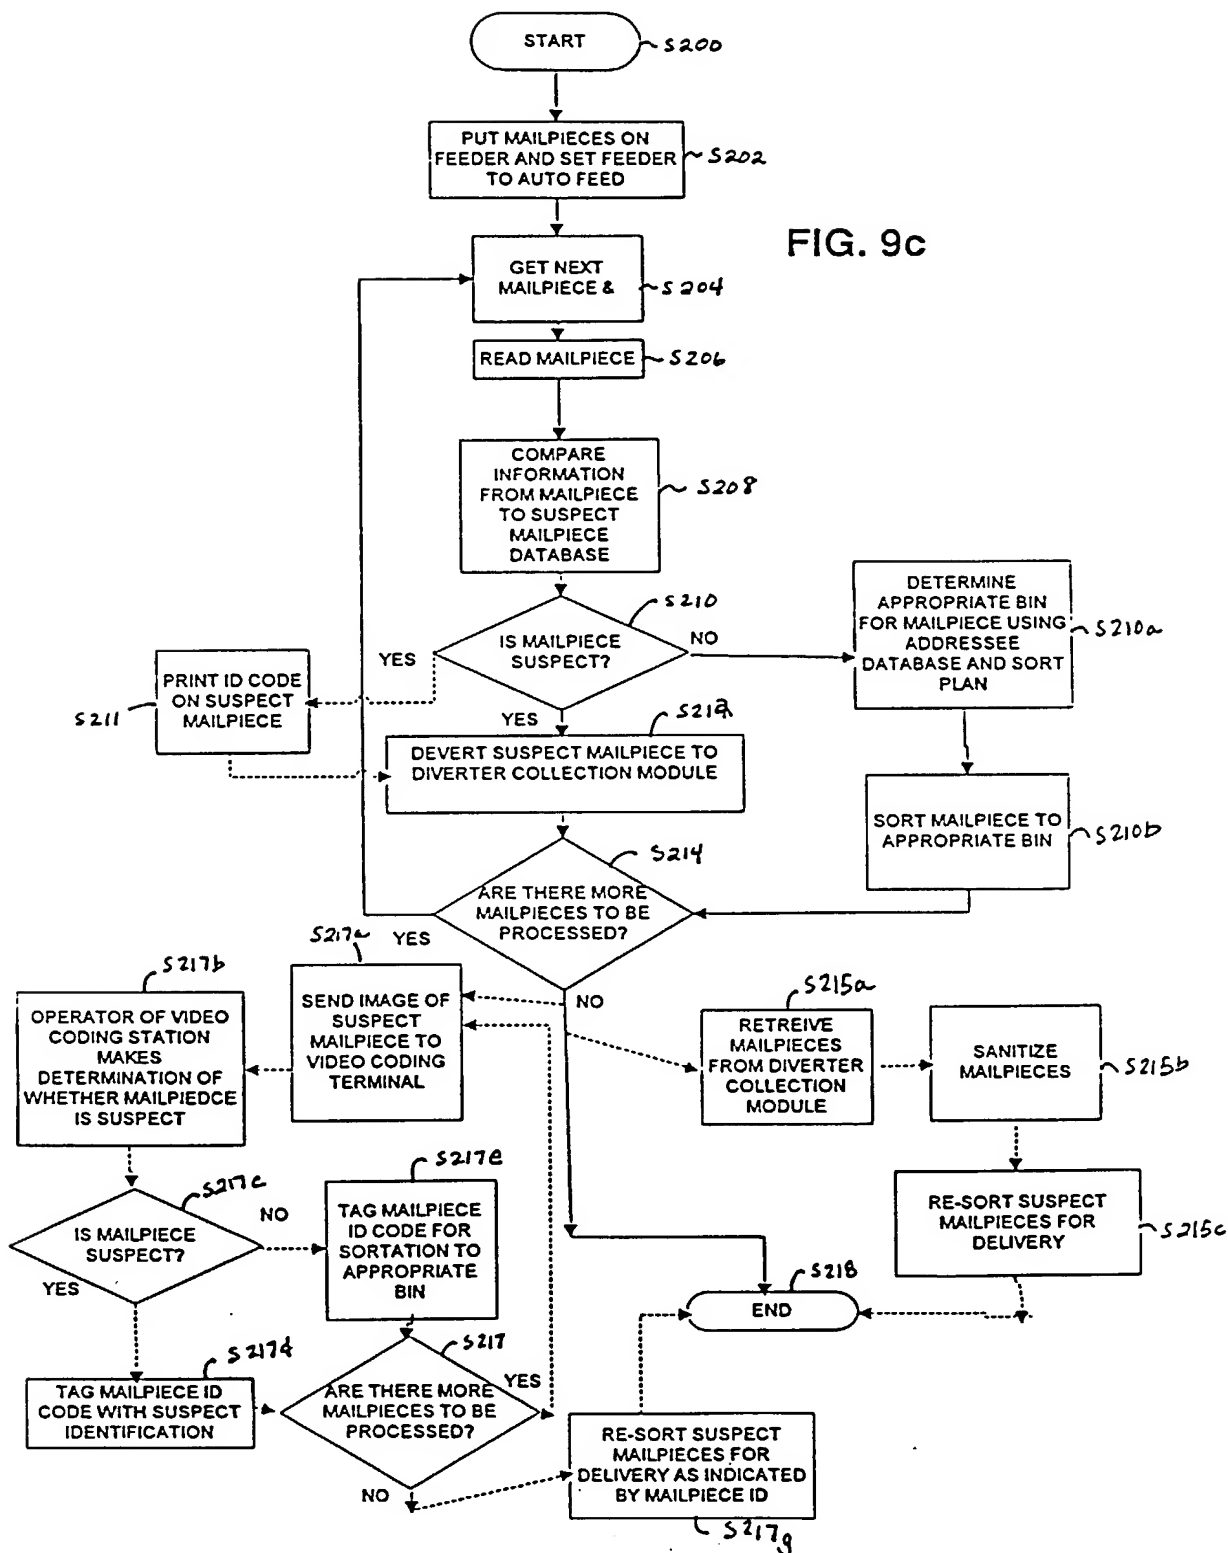 START
S200
PUT MAILPIECES ON
FEEDER AND SET FEEDER
TO AUTO FEED
S202
FIG. 9c
GET NEXT
MAILPIECE &
S204
READ MAILPIECE
S206
COMPARE
INFORMATION
FROM MAILPIECE
TO SUSPECT
MAILPIECE
DATABASE
S208
S210
IS MAILPIECE
SUSPECT?
YES
NO
YES
DETERMINE
APPROPRIATE BIN
FOR MAILPIECE USING
ADDRESSEE
DATABASE AND SORT
PLAN
S210a
PRINT ID CODE
ON SUSPECT
MAILPIECE
S211
S212
DEVERT SUSPECT MAILPIECE TO
DIVERTER COLLECTION MODULE
SORT MAILPIECE TO
APPROPRIATE BIN
S210b
S214
ARE THERE MORE
MAILPIECES TO BE
PROCESSED?
YES
NO
S217a
SEND IMAGE OF
SUSPECT
MAILPIECE TO
VIDEO CODING
TERMINAL
S217b
OPERATOR OF VIDEO
CODING STATION
MAKES
DETERMINATION OF
WHETHER MAILPIEDCE
IS SUSPECT
S215a
RETREIVE
MAILPIECES
FROM DIVERTER
COLLECTION
MODULE
SANITIZE
MAILPIECES
S215b
RE-SORT SUSPECT
MAILPIECES FOR
DELIVERY
S215c
S217c
IS MAILPIECE
SUSPECT?
NO
YES
S217e
TAG MAILPIECE
ID CODE FOR
SORTATION TO
APPROPRIATE
BIN
S218
END
S217d
TAG MAILPIECE ID
CODE WITH SUSPECT
IDENTIFICATION
S217
ARE THERE MORE
MAILPIECES TO BE
PROCESSED?
YES
NO
RE-SORT SUSPECT
MAILPIECES FOR
DELIVERY AS INDICATED
BY MAILPIECE ID
S217g